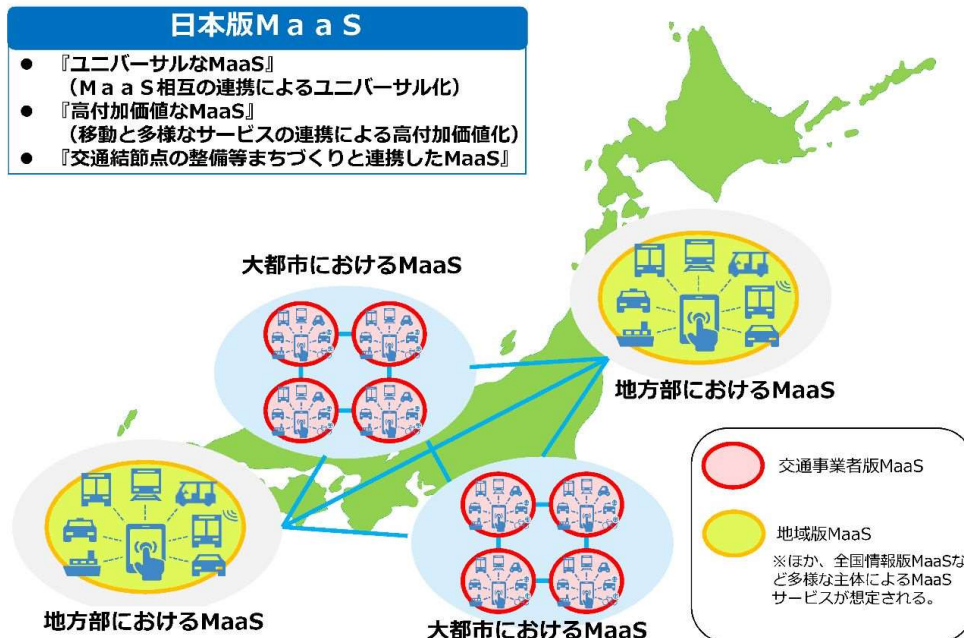 日本版ＭａａＳ
● 『ユニバーサルなMaaS』
（ＭａａＳ相互の連携によるユニバーサル化）
● 『高付加価値なMaaS』
（移動と多様なサービスの連携による高付加価値化）
● 『交通結節点の整備等まちづくりと連携したMaaS』
大都市におけるMaaS
地方部におけるMaaS
交通事業者版MaaS
地域版MaaS
※ほか、全国情報版MaaSな
ど多様な主体によるMaaS
サービスが想定される。
地方部におけるMaaS
大都市におけるMaaS